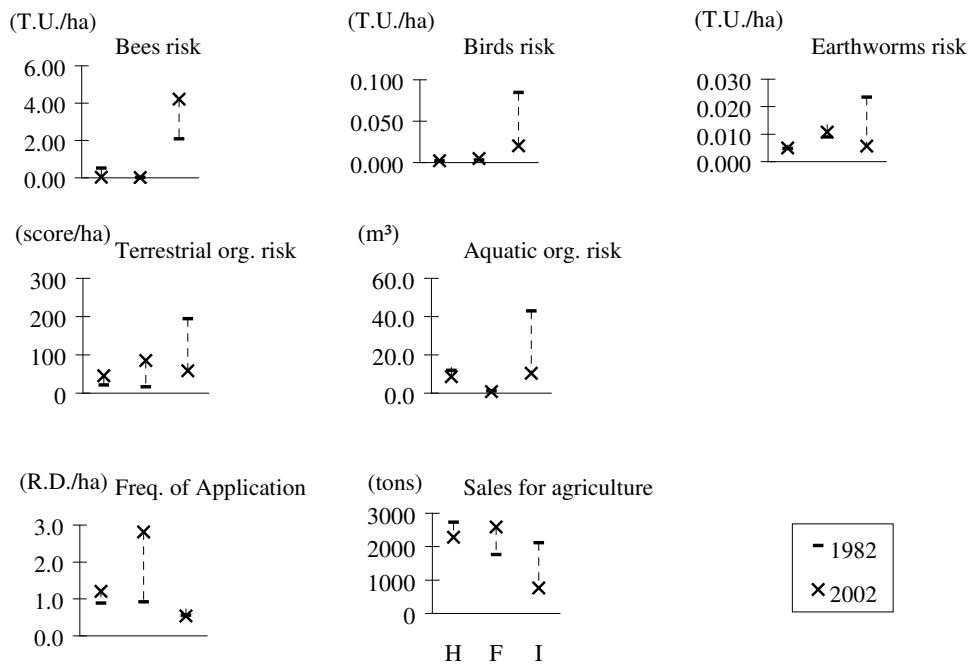 (T.U./ha)
Bees risk
6.00
4.00
2.00
0.00
(T.U./ha)
Birds risk
0.100
0.050
0.000
(T.U./ha)
Earthworms risk
0.030
0.020
0.010
0.000
(score/ha)
Terrestrial org. risk
300
200
100
0
(m³)
Aquatic org. risk
60.0
40.0
20.0
0.0
(R.D./ha)
Freq. of Application
3.0
2.0
1.0
0.0
(tons)
Sales for agriculture
3000
2000
1000
0
H F I
1982
2002